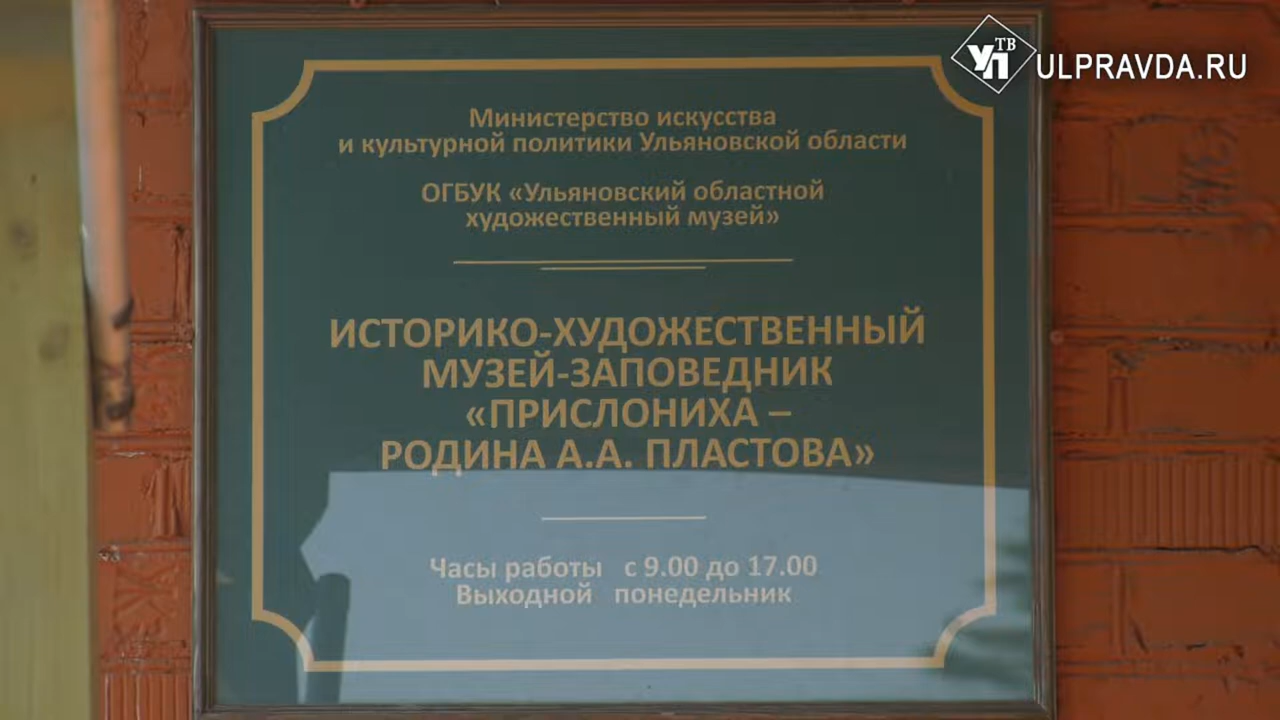 УП ТВ
ULPRAVDA.RU
Министерство искусства
и культурной политики Ульяновской области
ОГБУК «Ульяновский областной
художественный музей»
ИСТОРИКО-ХУДОЖЕСТВЕННЫЙ
МУЗЕЙ-ЗАПОВЕДНИК
«ПРИСЛОНИХА –
РОДИНА А.А. ПЛАСТОВА»
Часы работы с 9.00 до 17.00
Выходной понедельник